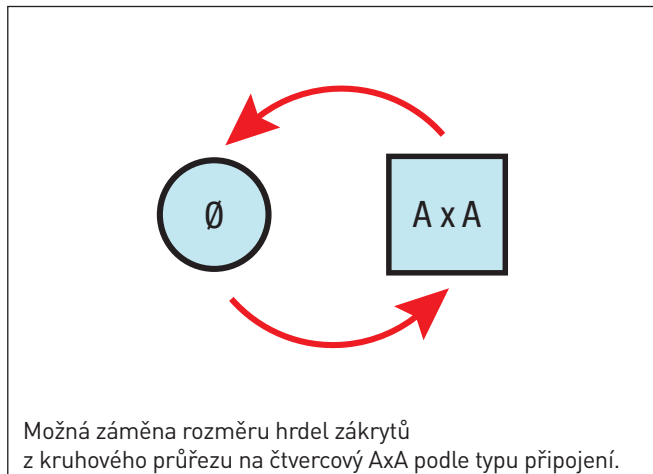 Ø
A x A
Možná záměna rozměru hrdel zákrytů
z kruhového průřezu na čtvercový AxA podle typu připojení.